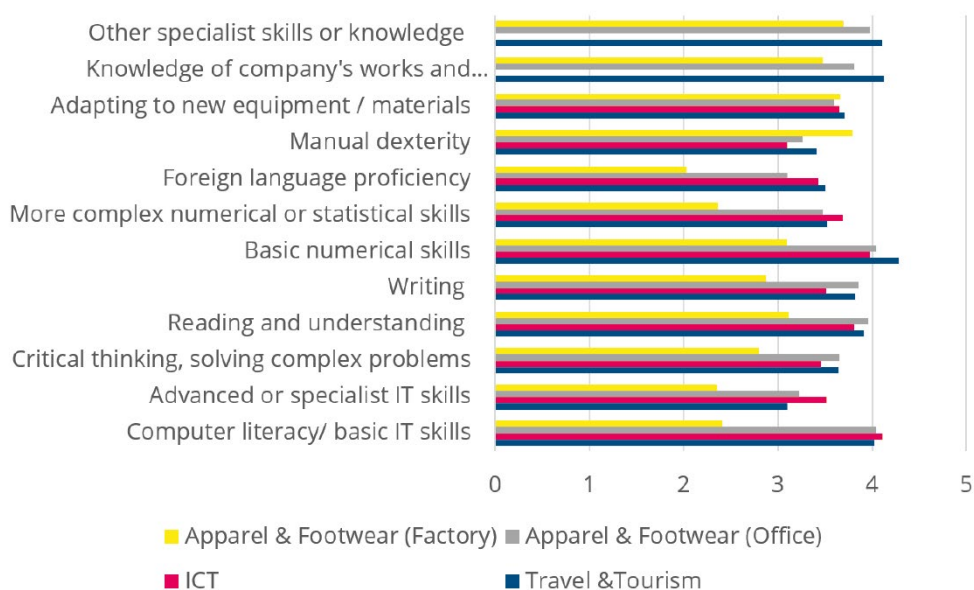 Other specialist skills or knowledge
Knowledge of company's works and...
Adapting to new equipment / materials
Manual dexterity
Foreign language proficiency
More complex numerical or statistical skills
Basic numerical skills
Writing
Reading and understanding
Critical thinking, solving complex problems
Advanced or specialist IT skills
Computer literacy/ basic IT skills
0 1 2 3 4 5
Apparel & Footwear (Factory) Apparel & Footwear (Office)
ICT Travel &Tourism